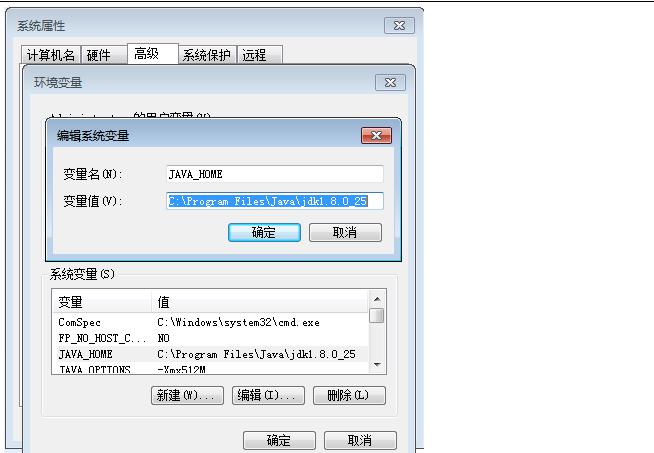 系统属性
计算机名 硬件 高级 系统保护 远程
环境变量
编辑系统变量
变量名(N): JAVA_HOME
变量值(V): C:\Program Files\Java\jdk1.8.0_25
确定 取消
系统变量(S)
变量 值
ComSpec C:\Windows\system32\cmd.exe
FP_NO_HOST_C... NO
JAVA_HOME C:\Program Files\Java\jdk1.8.0_25
JAVA_OPTIONS -Xmx512M
新建(W)... 编辑(I)... 删除(L)
确定 取消